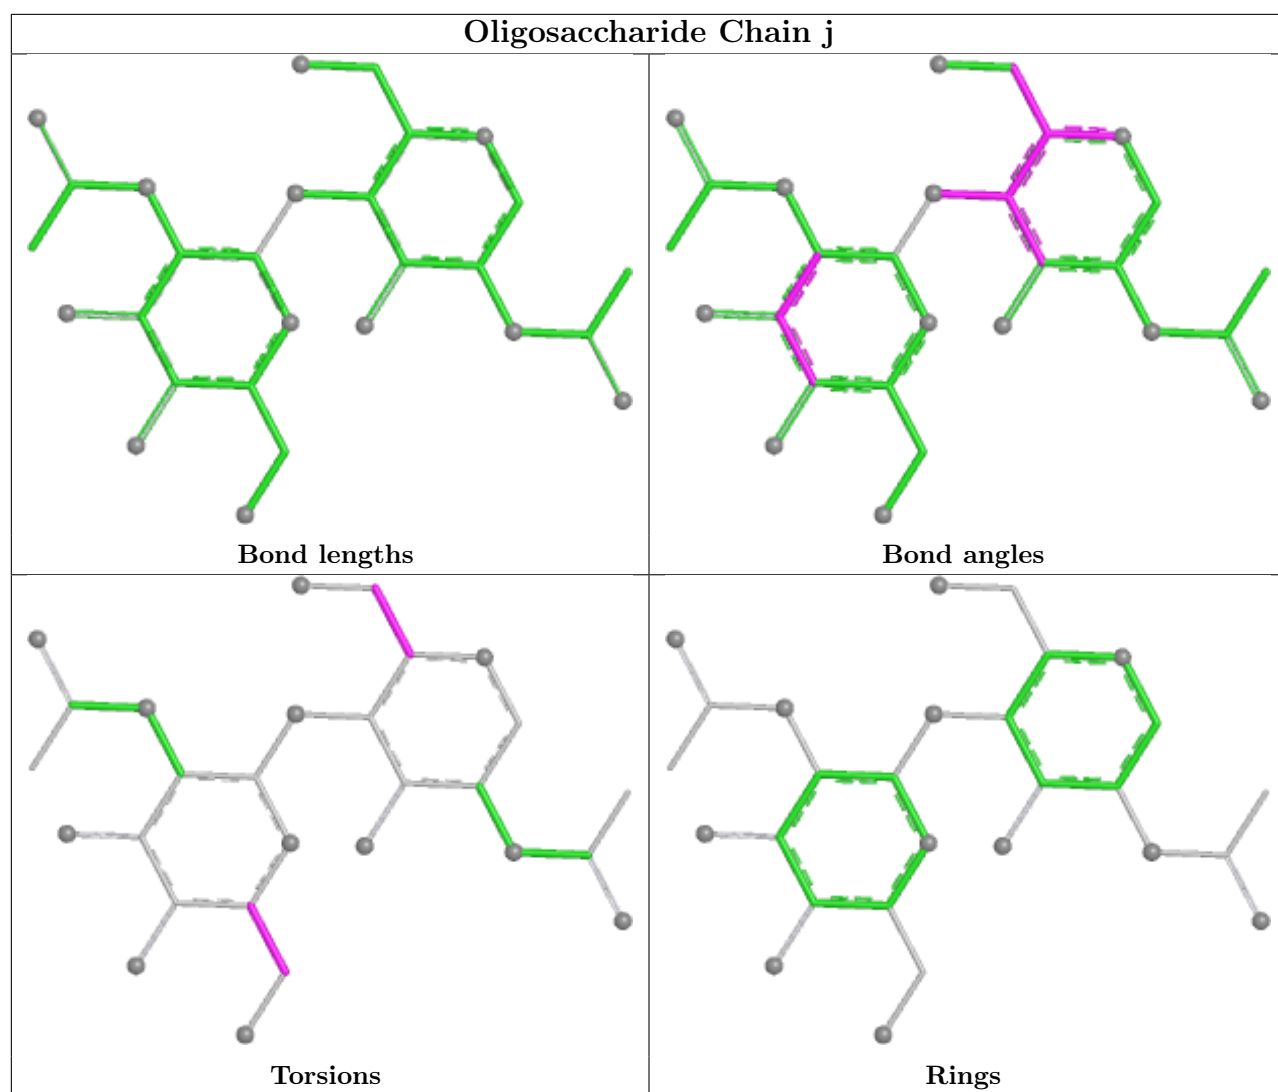 Oligosaccharide Chain j
Bond lengths
Bond angles
Torsions
Rings